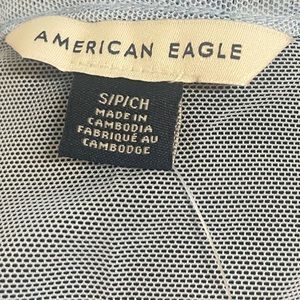 AMERICAN EAGLE
S/P/CH
MADE IN
CAMBODIA
FABRIQUÉ AU
CAMBODGE